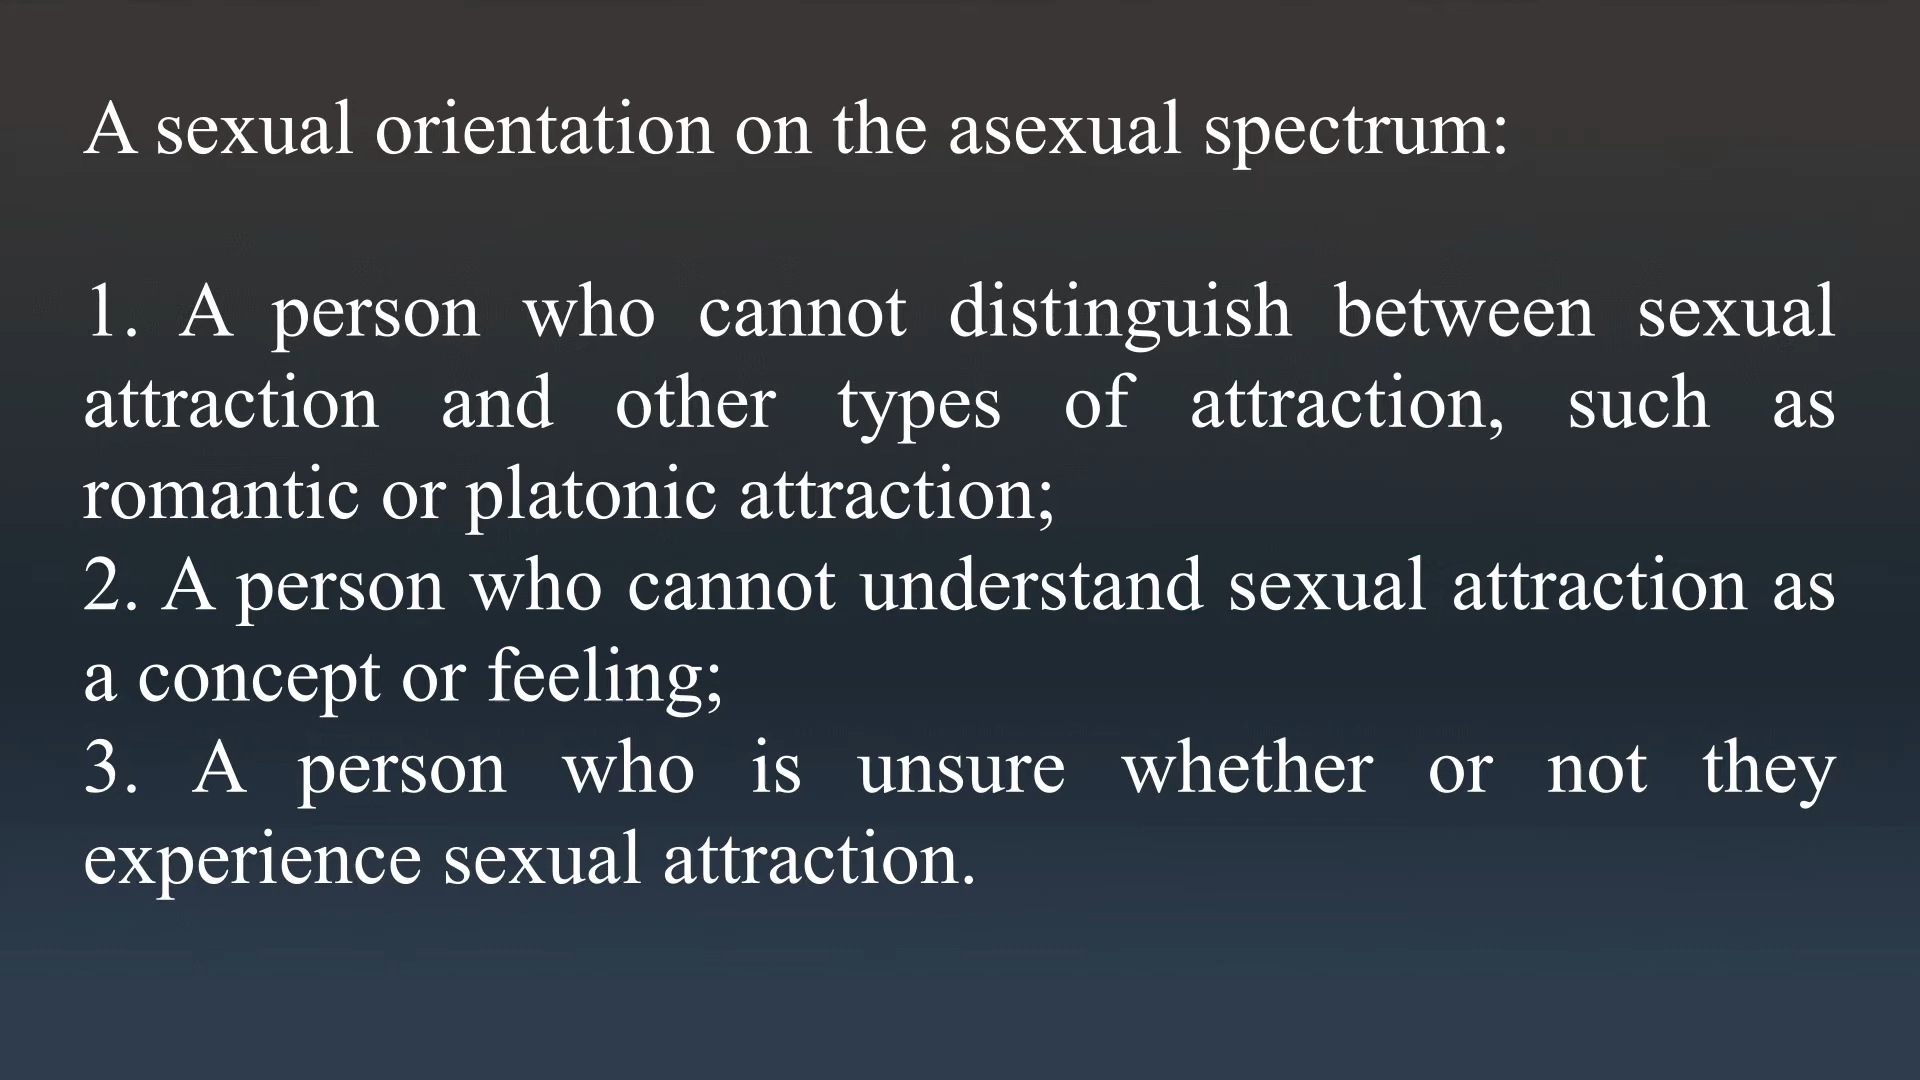 A sexual orientation on the asexual spectrum:
1. A person who cannot distinguish between sexual
attraction and other types of attraction, such as
romantic or platonic attraction;
2. A person who cannot understand sexual attraction as
a concept or feeling;
3. A person who is unsure whether or not they
experience sexual attraction.